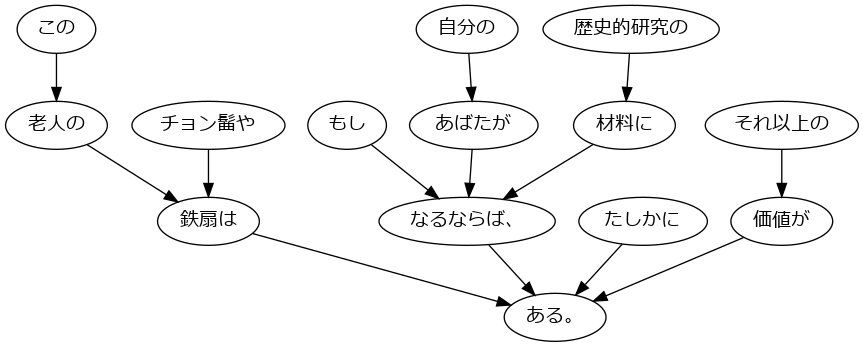 この
自分の
歴史的研究の
老人の
チョン髷や
もし
あばたが
材料に
それ以上の
鉄扇は
なるならば、
たしかに
価値が
ある。